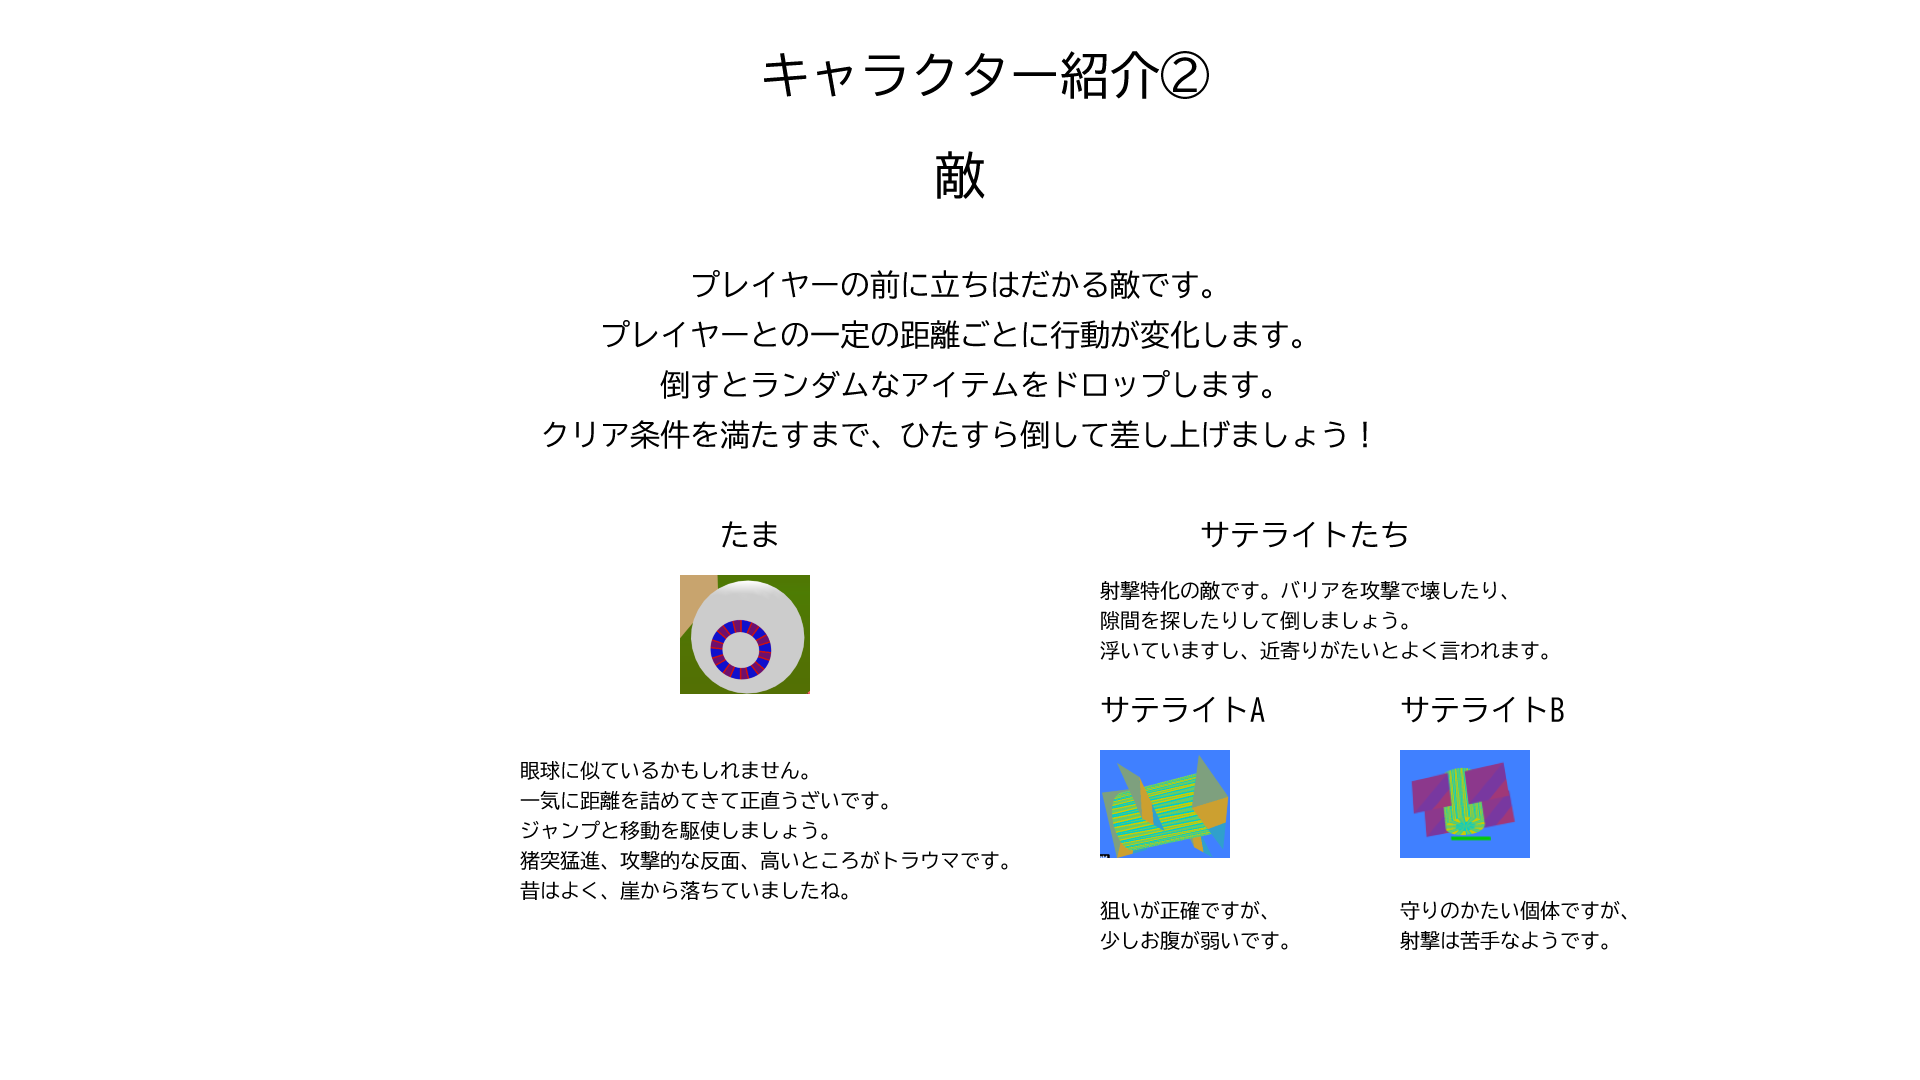 キャラクター紹介②
敵
プレイヤーの前に立ちはだかる敵です。
プレイヤーとの一定の距離ごとに行動が変化します。
倒すとランダムなアイテムをドロップします。
クリア条件を満たすまで、ひたすら倒して差し上げましょう！
たま
眼球に似ているかもしれません。
一気に距離を詰めてきて正直うざいです。
ジャンプと移動を駆使しましょう。
猪突猛進、攻撃的な反面、高いところがトラウマです。
昔はよく、崖から落ちていましたね。
サテライトたち
射撃特化の敵です。バリアを攻撃で壊したり、
隙間を探したりして倒しましょう。
浮いていますし、近寄りがたいとよく言われます。
サテライトA
狙いが正確ですが、
少しお腹が弱いです。
サテライトB
守りのかたい個体ですが、
射撃は苦手なようです。